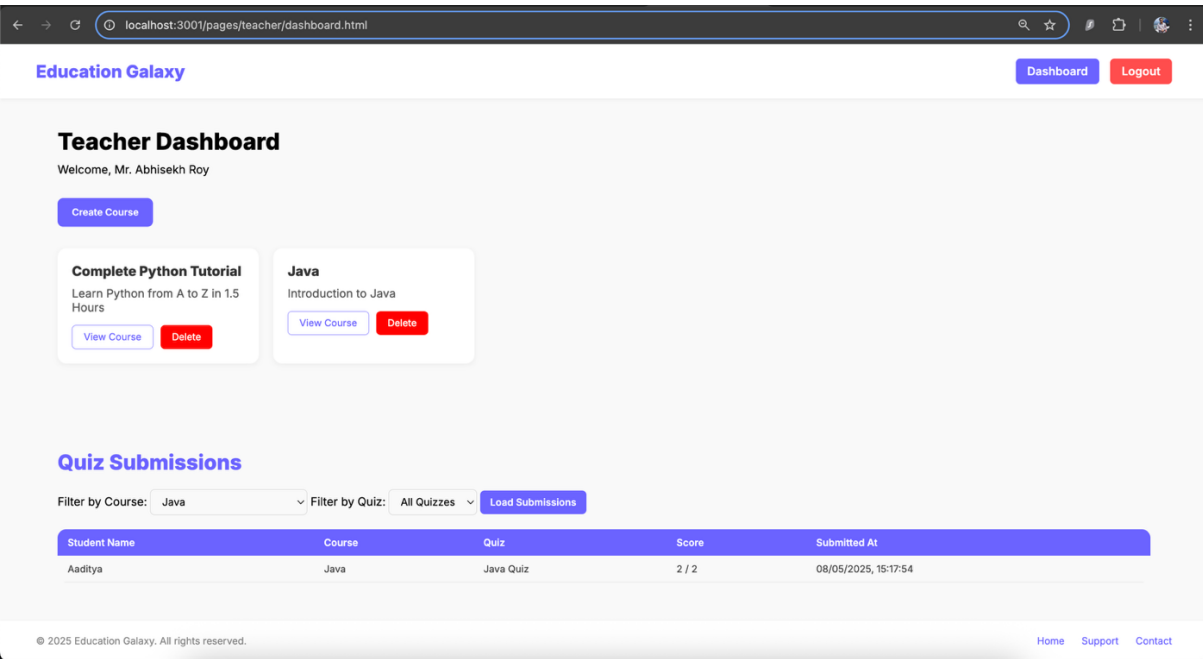 localhost:3001/pages/teacher/dashboard.html
Education Galaxy
Dashboard
Logout
Teacher Dashboard
Welcome, Mr. Abhisekh Roy
Create Course
Complete Python Tutorial
Learn Python from A to Z in 1.5
Hours
View Course
Delete
Java
Introduction to Java
View Course
Delete
Quiz Submissions
Filter by Course: Java Filter by Quiz: All Quizzes Load Submissions
Student Name Course Quiz Score Submitted At
Aaditya Java Java Quiz 2 / 2 08/05/2025, 15:17:54
© 2025 Education Galaxy. All rights reserved.
Home Support Contact